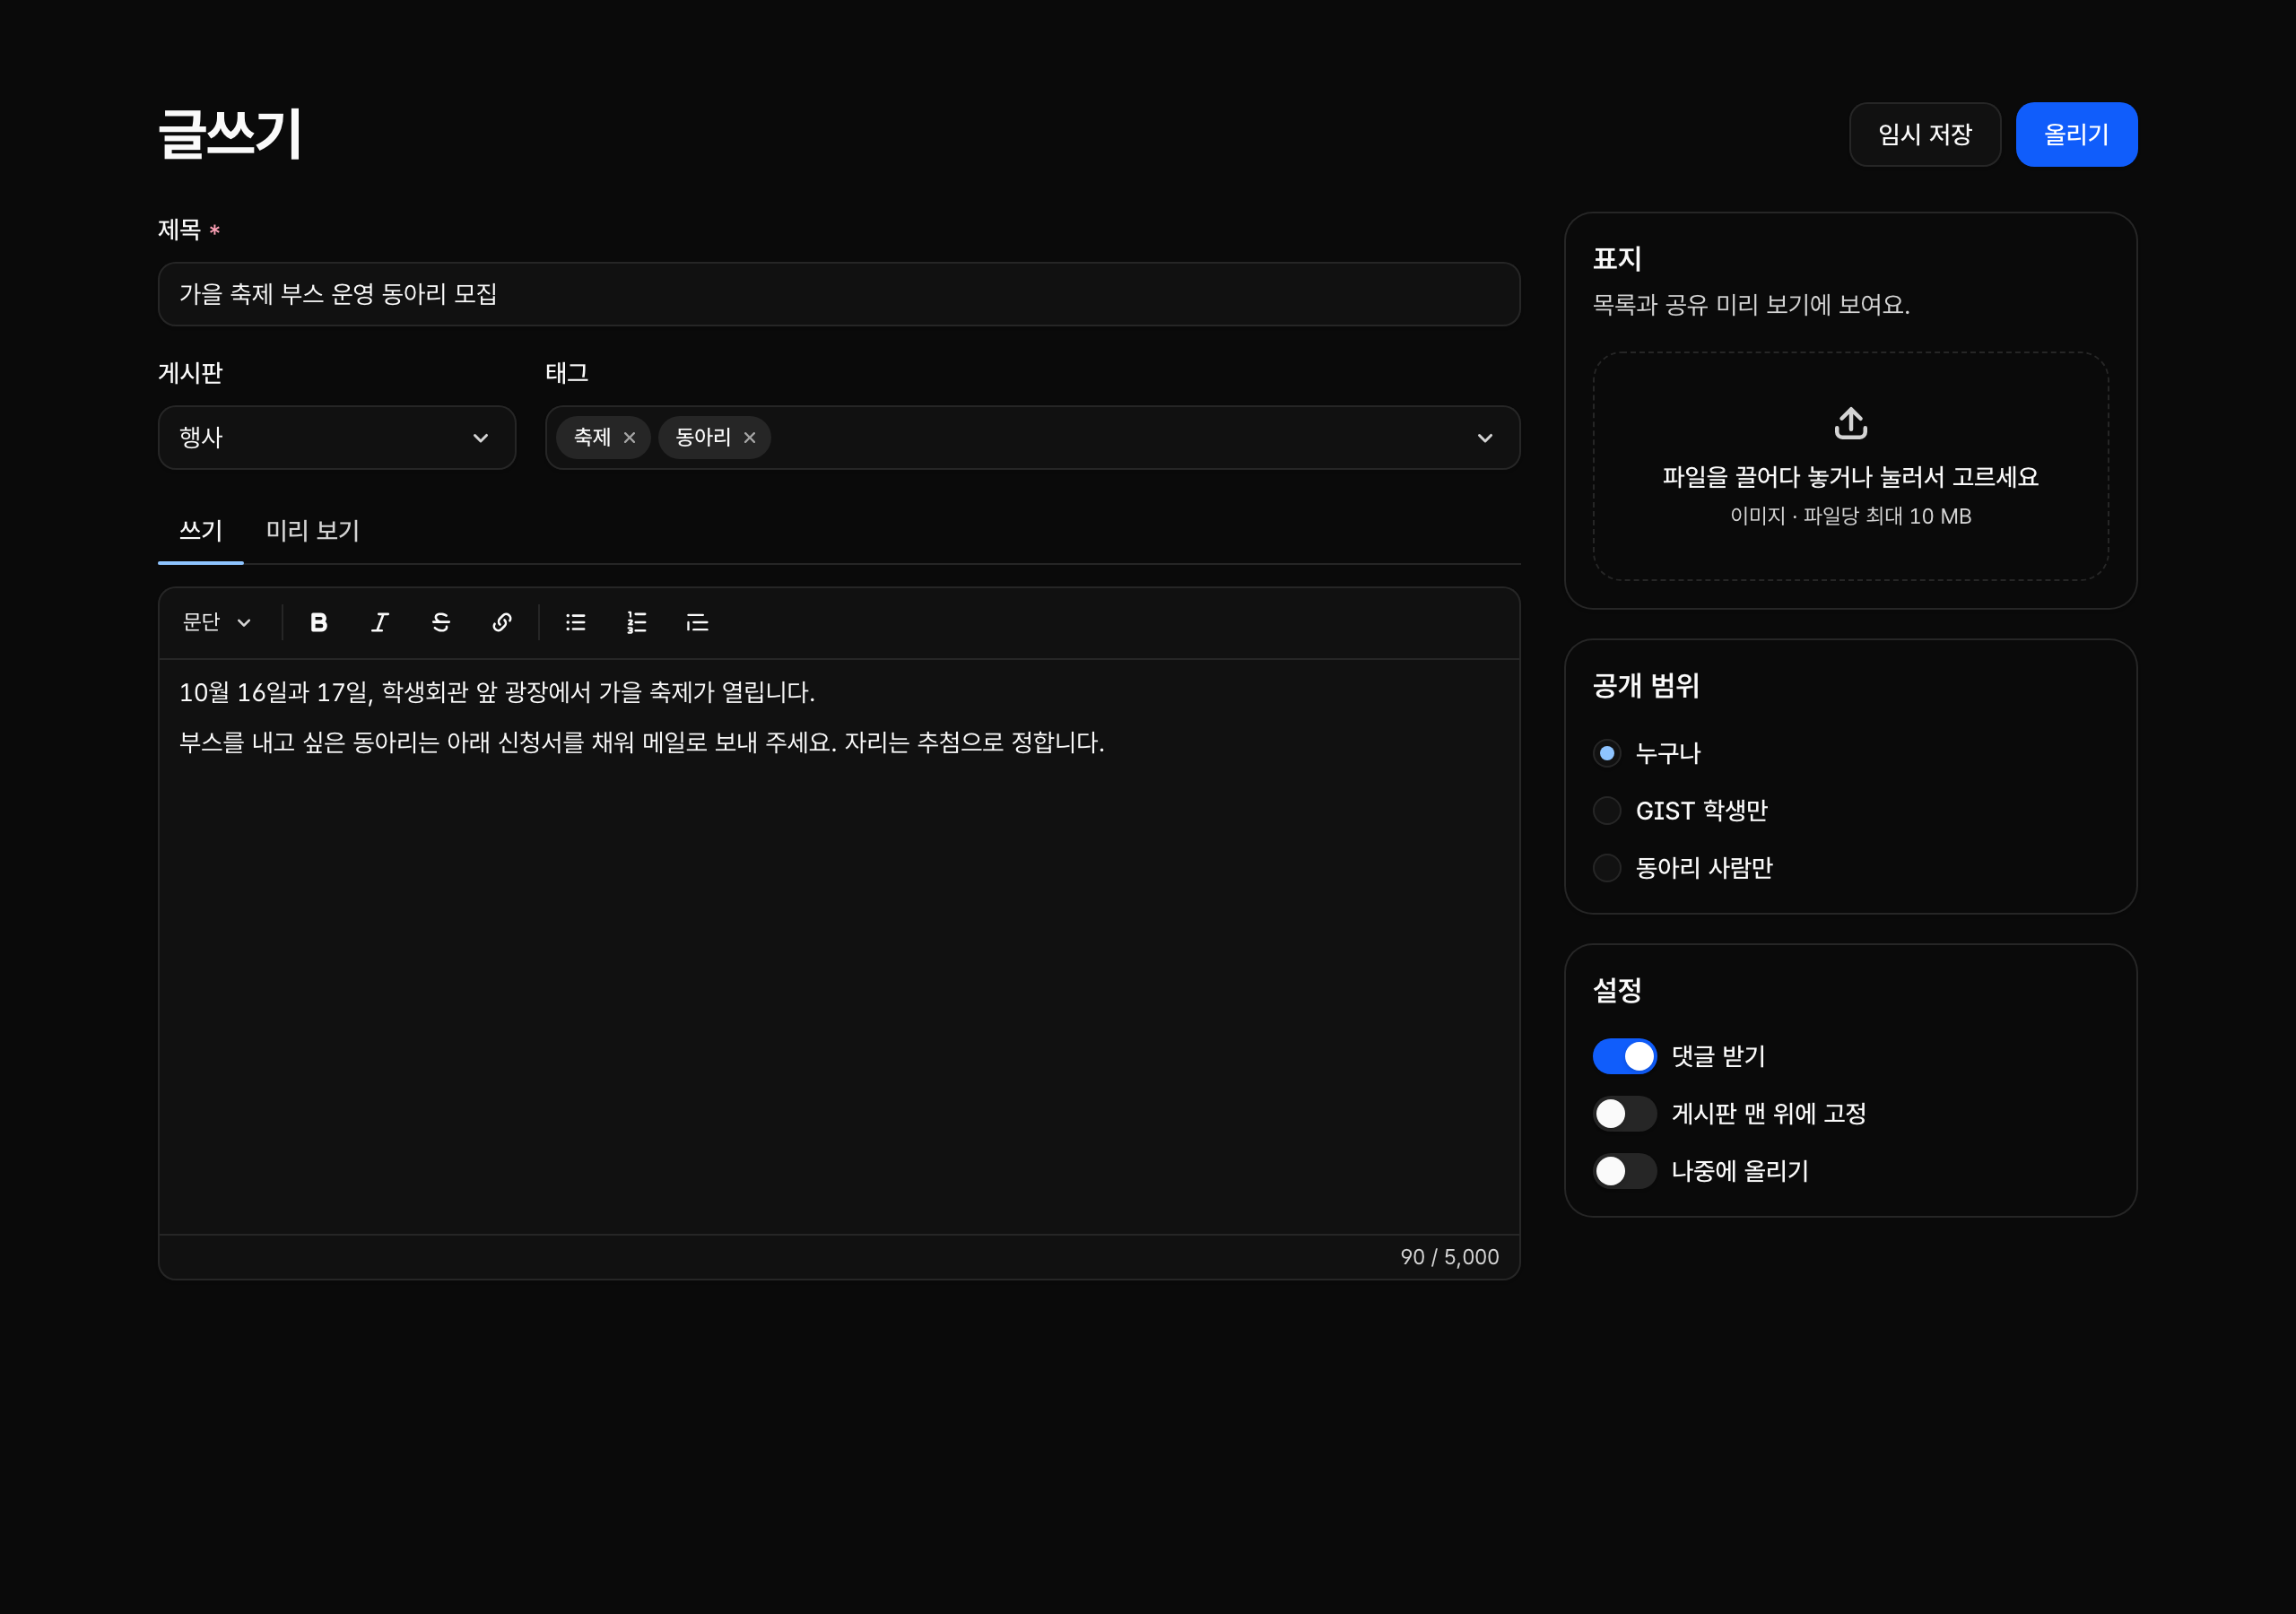 글쓰기
임시 저장
올리기
제목 *
가을 축제 부스 운영 동아리 모집
게시판
태그
행사
축제
동아리
쓰기
미리 보기
문단
10월 16일과 17일, 학생회관 앞 광장에서 가을 축제가 열립니다.
부스를 내고 싶은 동아리는 아래 신청서를 채워 메일로 보내 주세요. 자리는 추첨으로 정합니다.
90 / 5,000
표지
목록과 공유 미리 보기에 보여요.
파일을 끌어다 놓거나 눌러서 고르세요
이미지 · 파일당 최대 10 MB
공개 범위
누구나
GIST 학생만
동아리 사람만
설정
댓글 받기
게시판 맨 위에 고정
나중에 올리기